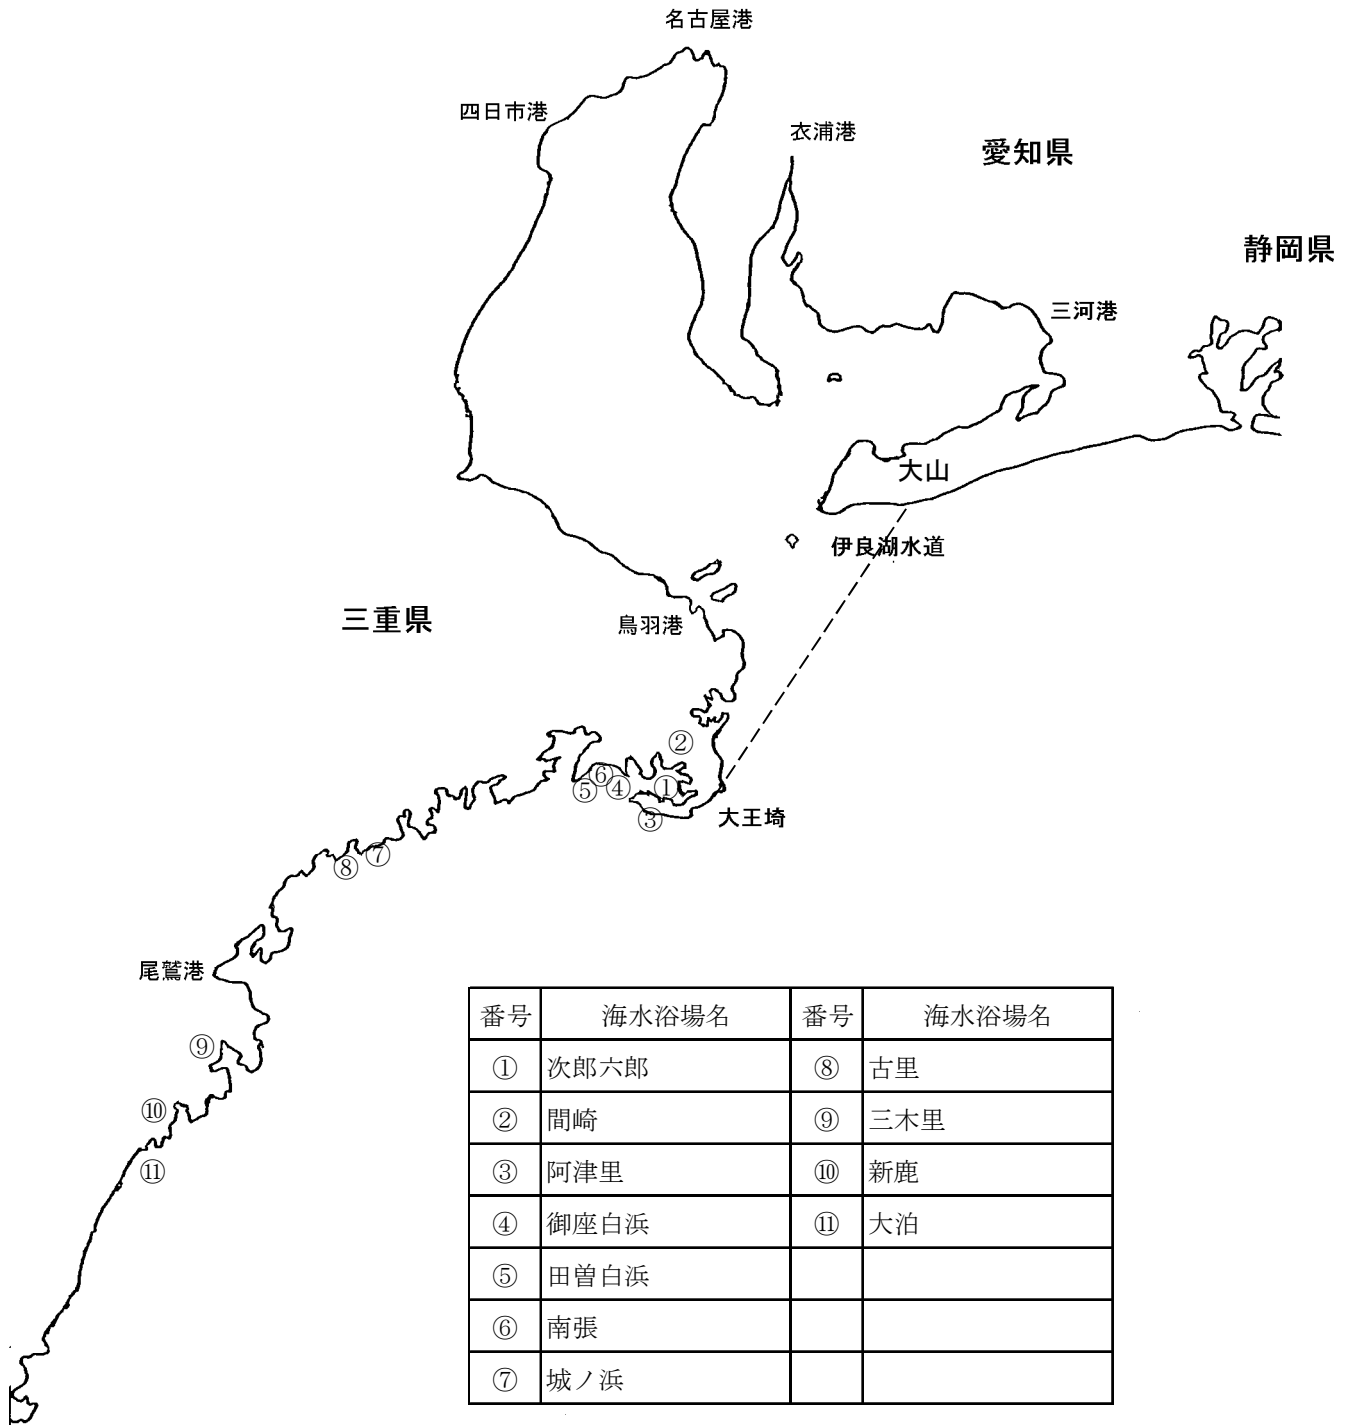 名古屋港
四日市港
衣浦港
愛知県
静岡県
三河港
大山
伊良湖水道
三重県
鳥羽港
②
⑥
⑤
④
①
③
大王埼
⑦
⑧
尾鷲港
⑨
⑩
⑪
番号 海水浴場名 番号 海水浴場名
① 次郎六郎 ⑧ 古里
② 間崎 ⑨ 三木里
③ 阿津里 ⑩ 新鹿
④ 御座白浜 ⑪ 大泊
⑤ 田曽白浜
⑥ 南張
⑦ 城ノ浜